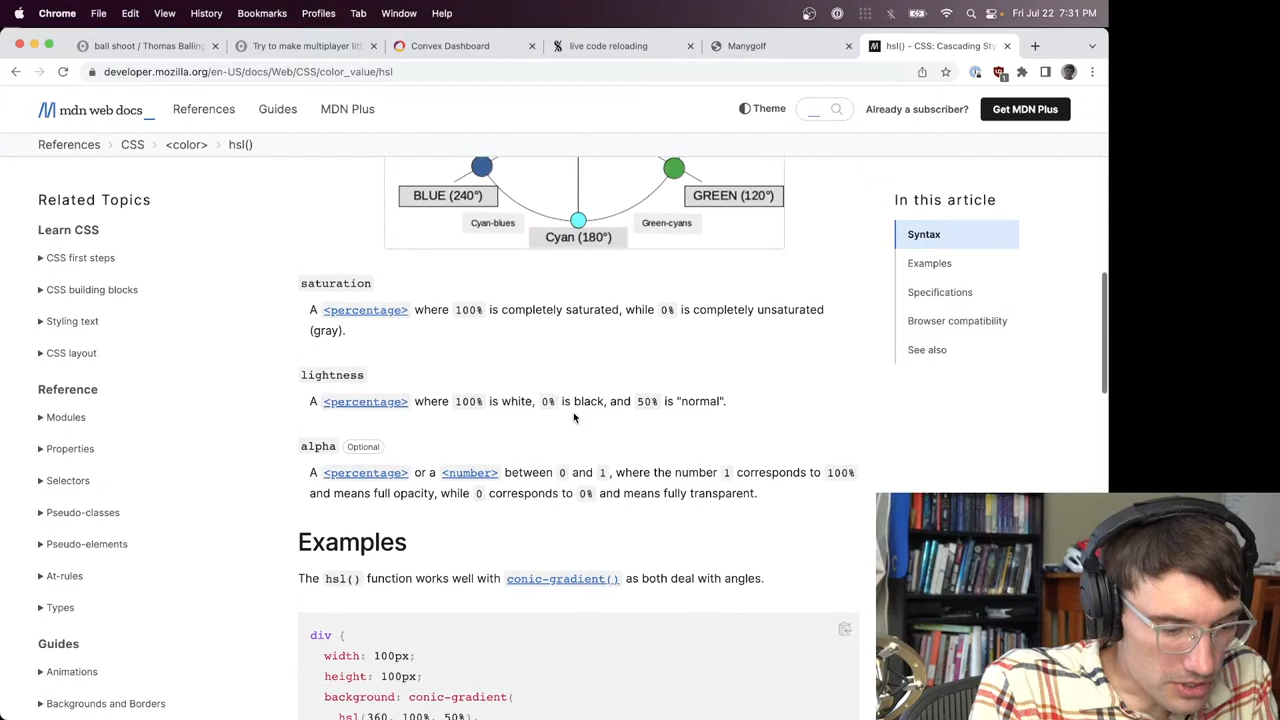 Chrome File Edit View History Bookmarks Profiles Tab Window Help Fri Jul 22 7:31 PM
ball shoot / Thomas Balling Try to make multiplayer litt Convex Dashboard live code reloading Manygolf hsl() - CSS: Cascading Sty
developer.mozilla.org/en-US/docs/Web/CSS/color_value/hsl
mdn web docs_ References Guides MDN Plus Theme Already a subscriber? Get MDN Plus
References > CSS > <color> > hsl()
Related Topics
Learn CSS
CSS first steps
CSS building blocks
Styling text
CSS layout
Reference
Modules
Properties
Selectors
Pseudo-classes
Pseudo-elements
At-rules
Types
Guides
Animations
Backgrounds and Borders
BLUE (240°) GREEN (120°)
Cyan-blues Green-cyans
Cyan (180°)
saturation
A <percentage> where 100% is completely saturated, while 0% is completely unsaturated
(gray).
lightness
A <percentage> where 100% is white, 0% is black, and 50% is "normal".
alpha Optional
A <percentage> or a <number> between 0 and 1, where the number 1 corresponds to 100%
and means full opacity, while 0 corresponds to 0% and means fully transparent.
Examples
The hsl() function works well with conic-gradient() as both deal with angles.
div {
width: 100px;
height: 100px;
background: conic-gradient(
hsl(360, 100%, 50%),
In this article
Syntax
Examples
Specifications
Browser compatibility
See also